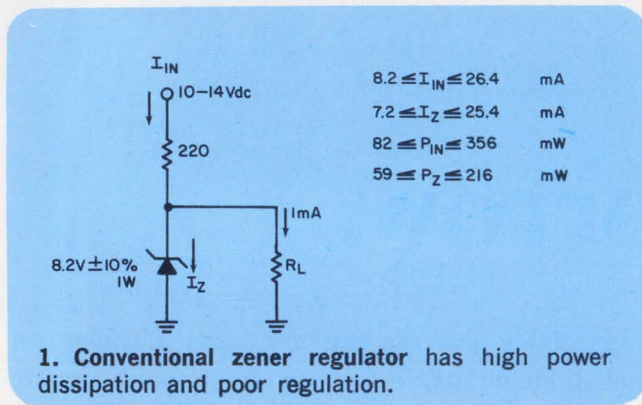 I_IN
10–14Vdc
220
1mA
8.2V±10%
1W
I_Z
R_L
8.2 ≤ I_IN ≤ 26.4 mA
7.2 ≤ I_Z ≤ 25.4 mA
82 ≤ P_IN ≤ 356 mW
59 ≤ P_Z ≤ 216 mW
1. Conventional zener regulator has high power
dissipation and poor regulation.